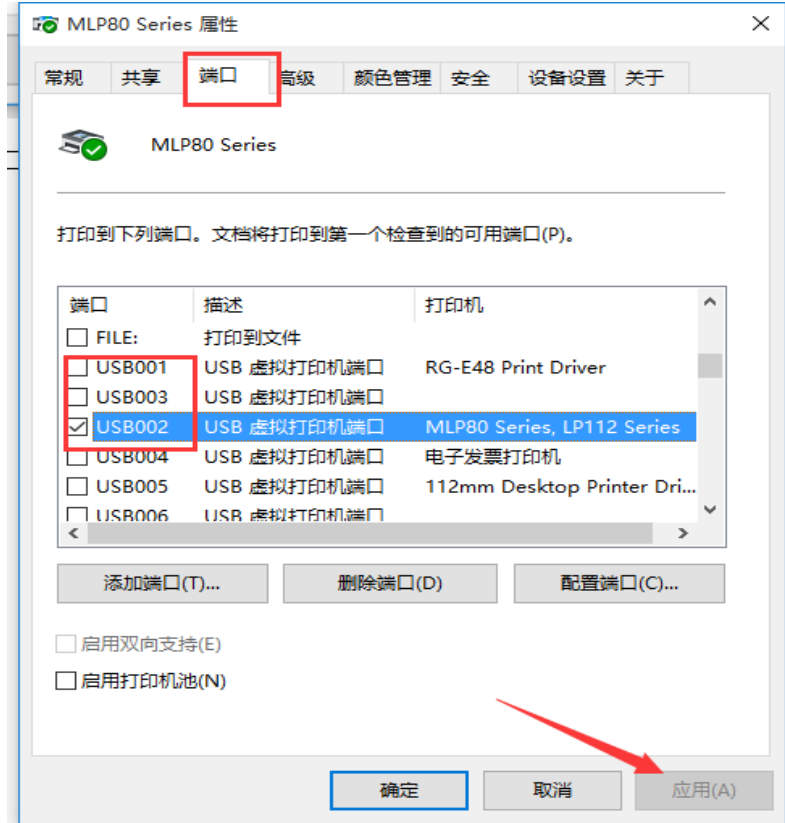 MLP80 Series 属性
常规 共享 端口 高级 颜色管理 安全 设备设置 关于
MLP80 Series
打印到下列端口。文档将打印到第一个检查到的可用端口(P)。
端口 描述 打印机
FILE: 打印到文件
USB001 USB 虚拟打印机端口 RG-E48 Print Driver
USB003 USB 虚拟打印机端口
USB002 USB 虚拟打印机端口 MLP80 Series, LP112 Series
USB004 USB 虚拟打印机端口 电子发票打印机
USB005 USB 虚拟打印机端口 112mm Desktop Printer Dri...
USB006 USB 虚拟打印机端口
添加端口(T)... 删除端口(D) 配置端口(C)...
启用双向支持(E)
启用打印机池(N)
确定 取消 应用(A)